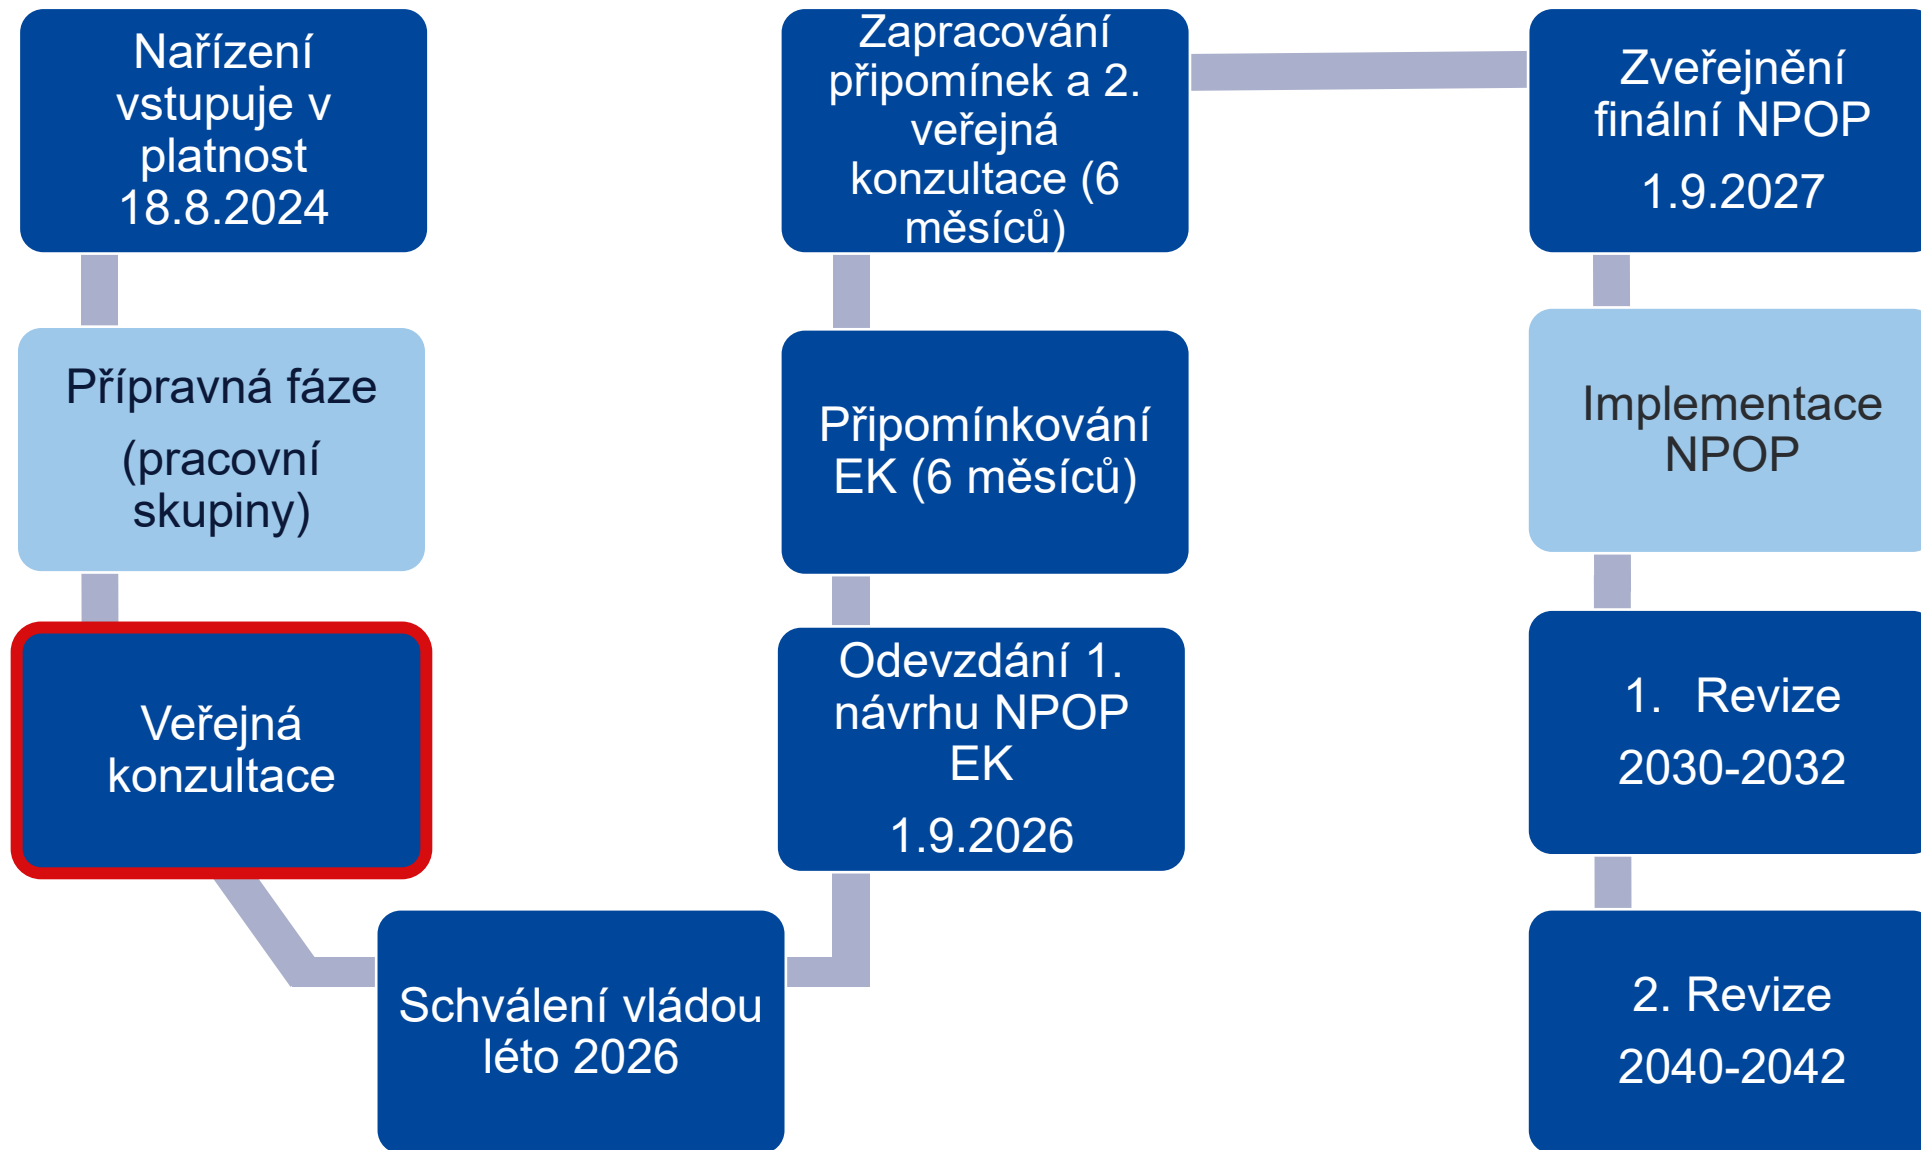 Nařízení
vstupuje v
platnost
18.8.2024
Přípravná fáze
(pracovní
skupiny)
Veřejná
konzultace
Schválení vládou
léto 2026
Odevzdání 1.
návrhu NPOP
EK
1.9.2026
Připomínkování
EK (6 měsíců)
Zapracování
připomínek a 2.
veřejná
konzultace (6
měsíců)
Zveřejnění
finální NPOP
1.9.2027
Implementace
NPOP
1. Revize
2030-2032
2. Revize
2040-2042